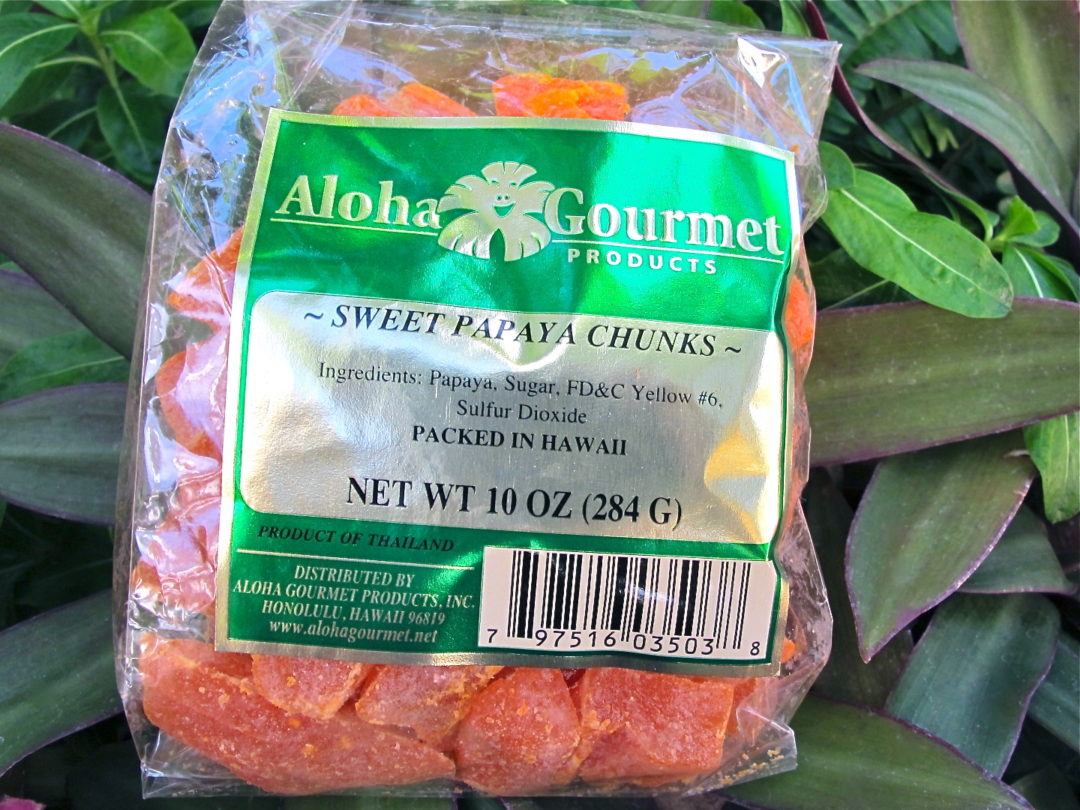 Aloha Gourmet
PRODUCTS
~ SWEET PAPAYA CHUNKS ~
Ingredients: Papaya, Sugar, FD&C Yellow #6,
Sulfur Dioxide
PACKED IN HAWAII
NET WT 10 OZ (284 G)
PRODUCT OF THAILAND
DISTRIBUTED BY
ALOHA GOURMET PRODUCTS, INC.
HONOLULU, HAWAII 96819
www.alohagourmet.net
7 97516 03503 8